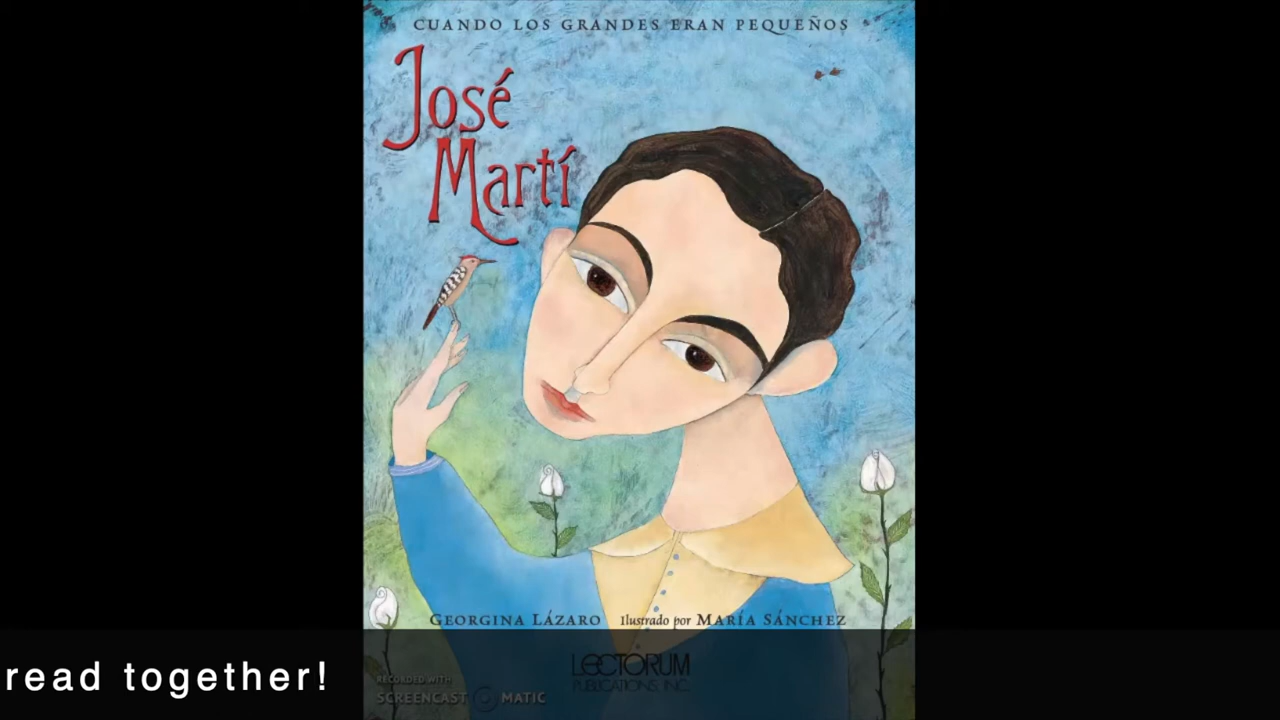 CUANDO LOS GRANDES ERAN PEQUEÑOS
José
Martí
GEORGINA LÁZARO Ilustrado por MARÍA SÁNCHEZ
LECTORUM
PUBLICATIONS, INC.
read together!
RECORDED WITH
SCREENCAST MATIC